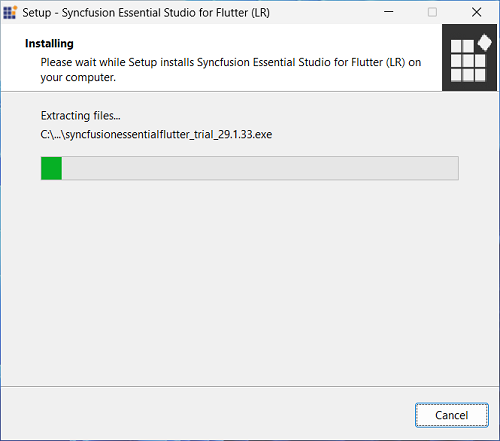 Setup - Syncfusion Essential Studio for Flutter (LR)
Installing
Please wait while Setup installs Syncfusion Essential Studio for Flutter (LR) on
your computer.
Extracting files...
C:\...\syncfusionessentialflutter_trial_29.1.33.exe
Cancel